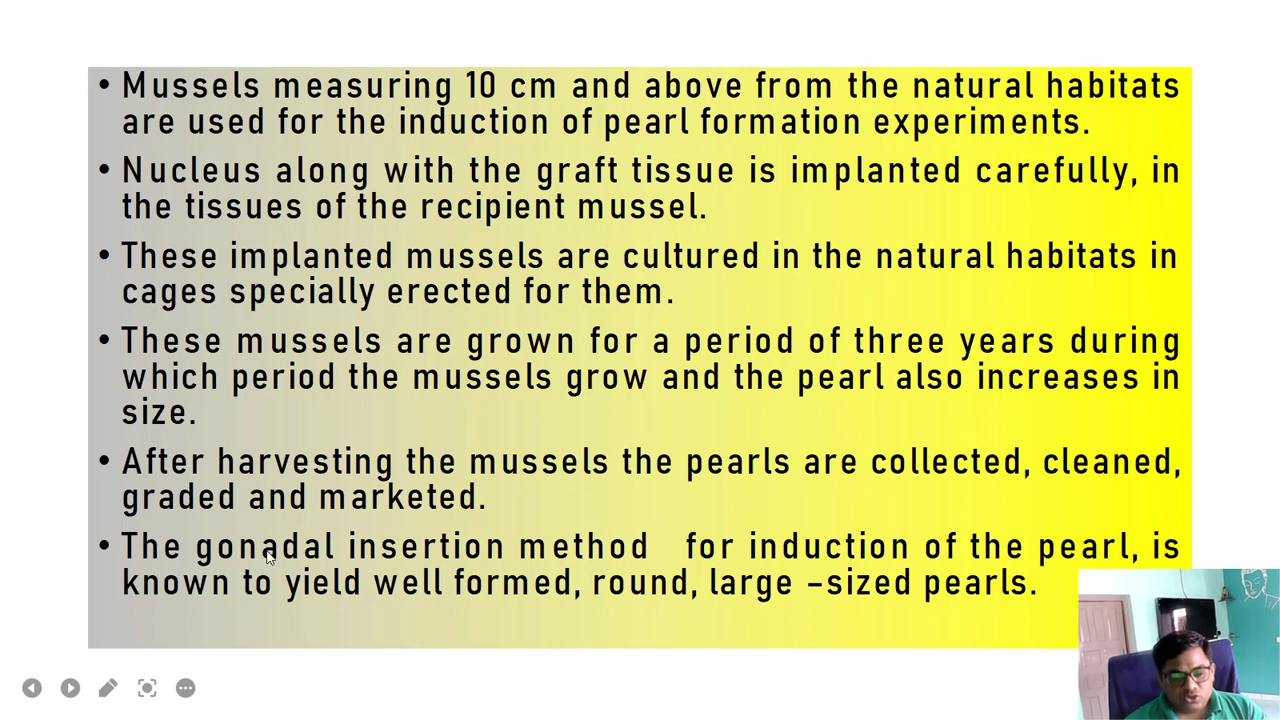 • Mussels measuring 10 cm and above from the natural habitats
are used for the induction of pearl formation experiments.
• Nucleus along with the graft tissue is implanted carefully, in
the tissues of the recipient mussel.
• These implanted mussels are cultured in the natural habitats in
cages specially erected for them.
• These mussels are grown for a period of three years during
which period the mussels grow and the pearl also increases in
size.
• After harvesting the mussels the pearls are collected, cleaned,
graded and marketed.
• The gonadal insertion method for induction of the pearl, is
known to yield well formed, round, large –sized pearls.